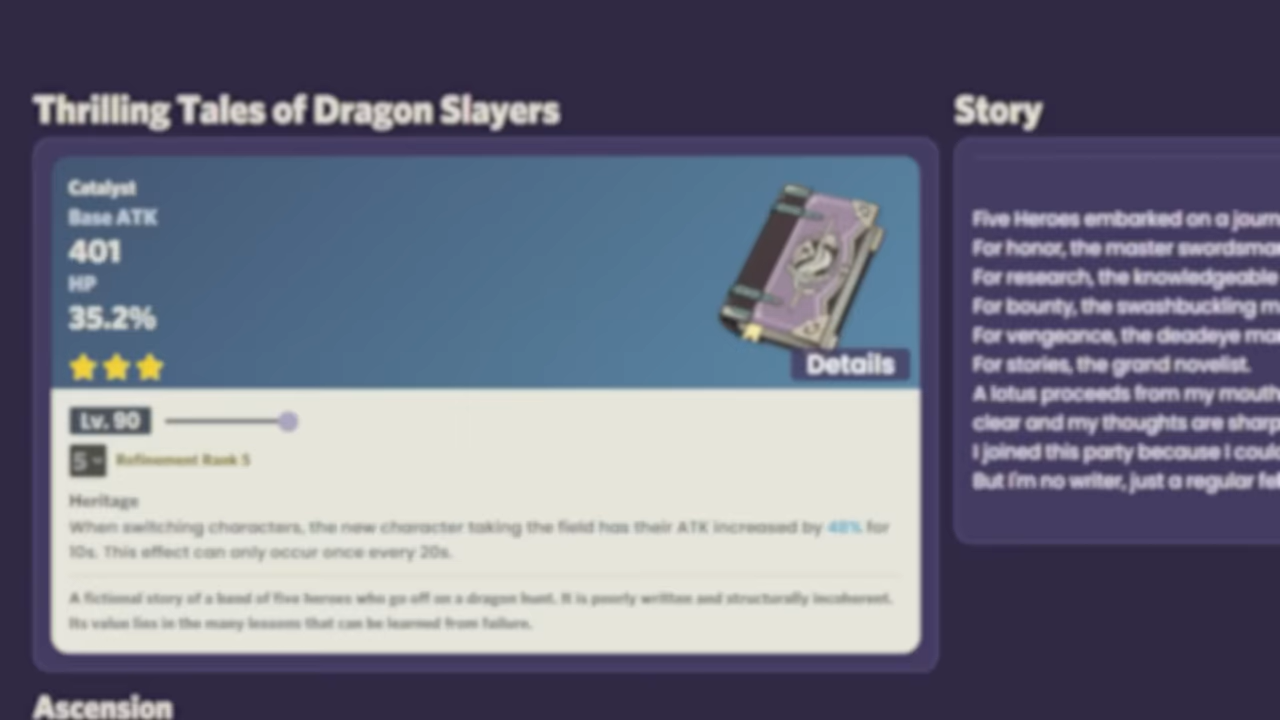 Thrilling Tales of Dragon Slayers
Catalyst
Base ATK
401
HP
35.2%
Details
Lv. 90
5
Refinement Rank 5
Heritage
When switching characters, the new character taking the field has their ATK increased by 48% for
10s. This effect can only occur once every 20s.
A fictional story of a band of five heroes who go off on a dragon hunt. It is poorly written and structurally incoherent.
Its value lies in the many lessons that can be learned from failure.
Ascension
Story
Five Heroes embarked on a journ
For honor, the master swordsma
For research, the knowledgeable
For bounty, the swashbuckling m
For vengeance, the deadeye ma
For stories, the grand novelist.
A lotus proceeds from my mouth
clear and my thoughts are sharp
I joined this party because I coul
But I'm no writer, just a regular fel